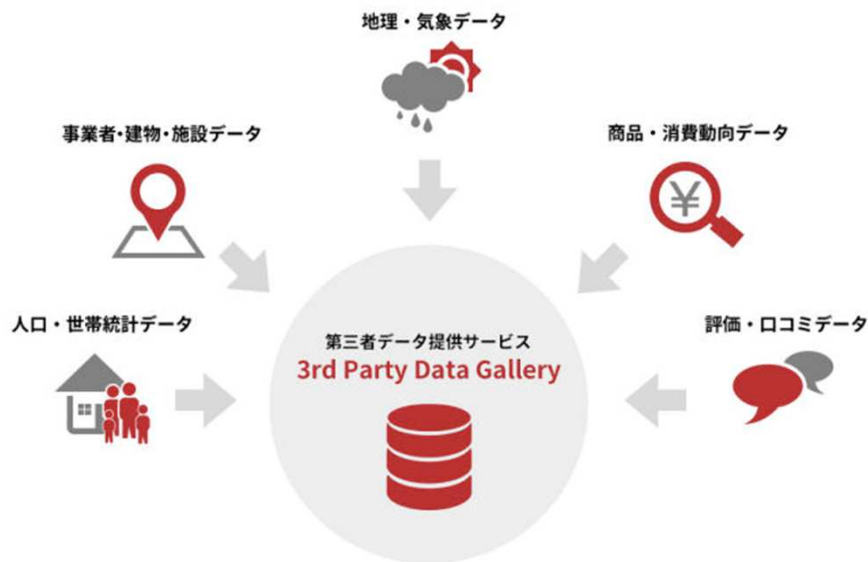 地理・気象データ
事業者・建物・施設データ
商品・消費動向データ
¥
人口・世帯統計データ
評価・口コミデータ
第三者データ提供サービス
3rd Party Data Gallery